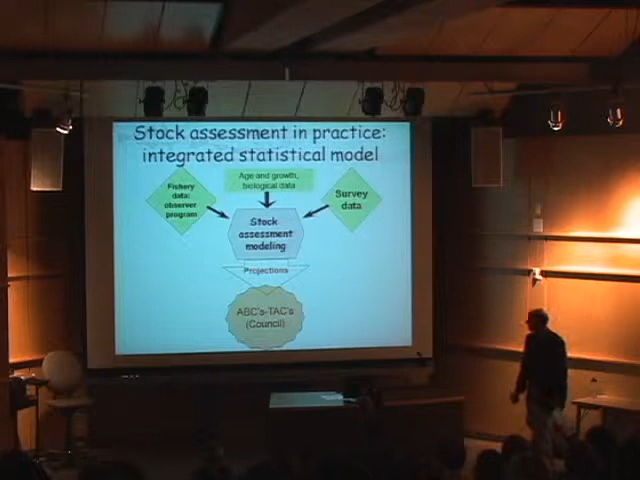 Stock assessment in practice:
integrated statistical model
Fishery
data:
observer
program
Age and growth,
biological data
Survey
data
Stock
assessment
modeling
Projections
ABC's-TAC's
(Council)